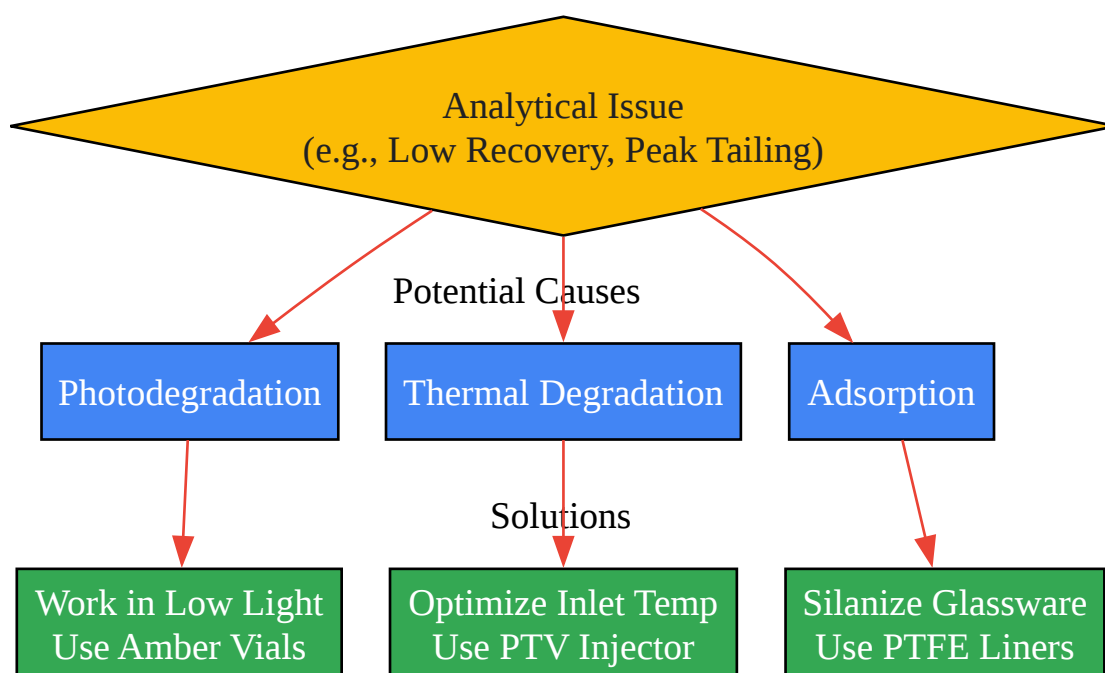 Analytical Issue
(e.g., Low Recovery, Peak Tailing)
Potential Causes
Photodegradation
Thermal Degradation
Adsorption
Solutions
Work in Low Light
Use Amber Vials
Optimize Inlet Temp
Use PTV Injector
Silanize Glassware
Use PTFE Liners